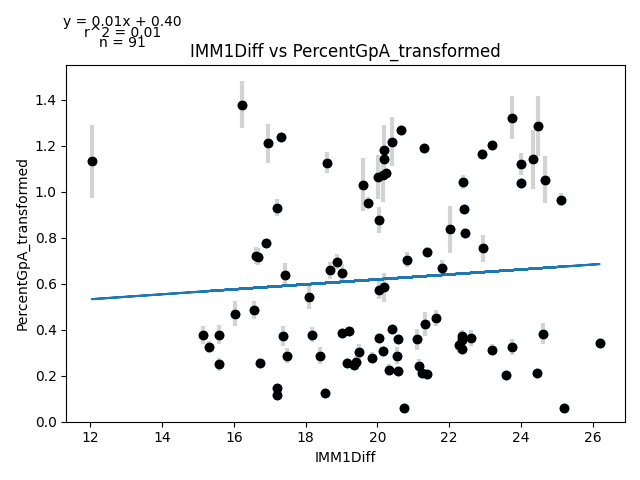 y = 0.01x + 0.40
r^2 = 0.01
n = 91
IMM1Diff vs PercentGpA_transformed
PercentGpA_transformed
1.4
1.2
1.0
0.8
0.6
0.4
0.2
0.0
12 14 16 18 20 22 24 26
IMM1Diff